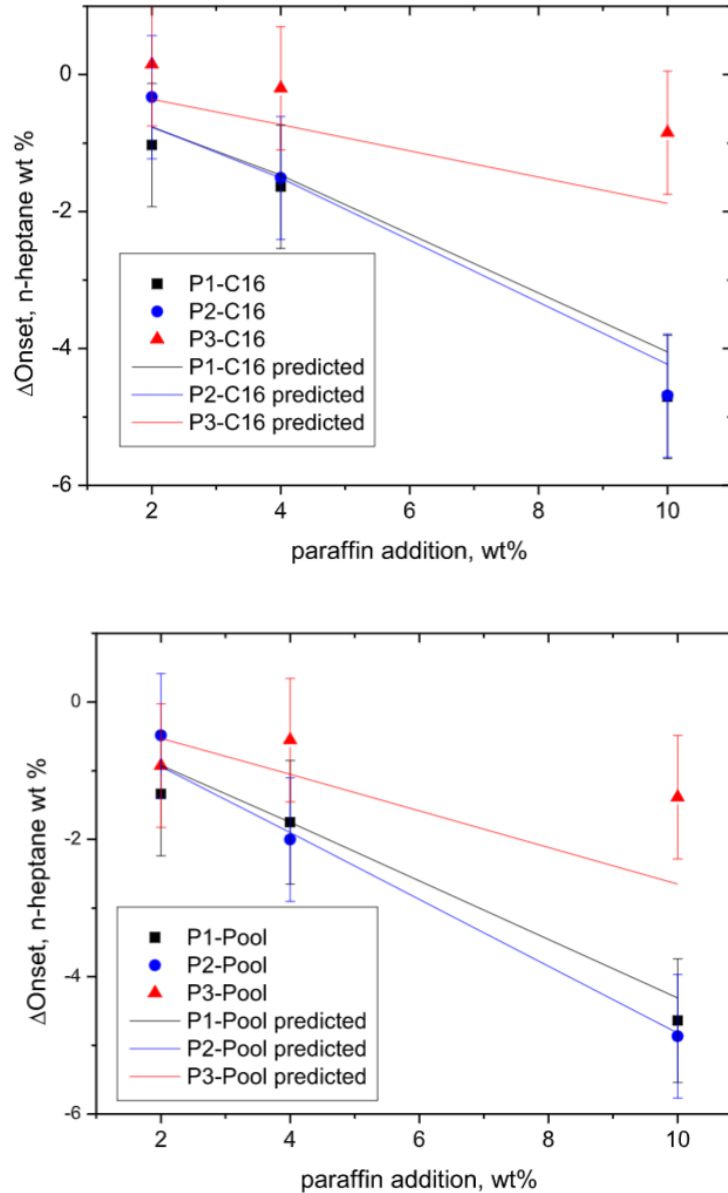 0
-2
-4
-6
ΔOnset, n-heptane wt %
P1-C16
P2-C16
P3-C16
P1-C16 predicted
P2-C16 predicted
P3-C16 predicted
2 4 6 8 10
paraffin addition, wt%
0
-2
-4
-6
ΔOnset, n-heptane wt %
P1-Pool
P2-Pool
P3-Pool
P1-Pool predicted
P2-Pool predicted
P3-Pool predicted
2 4 6 8 10
paraffin addition, wt%